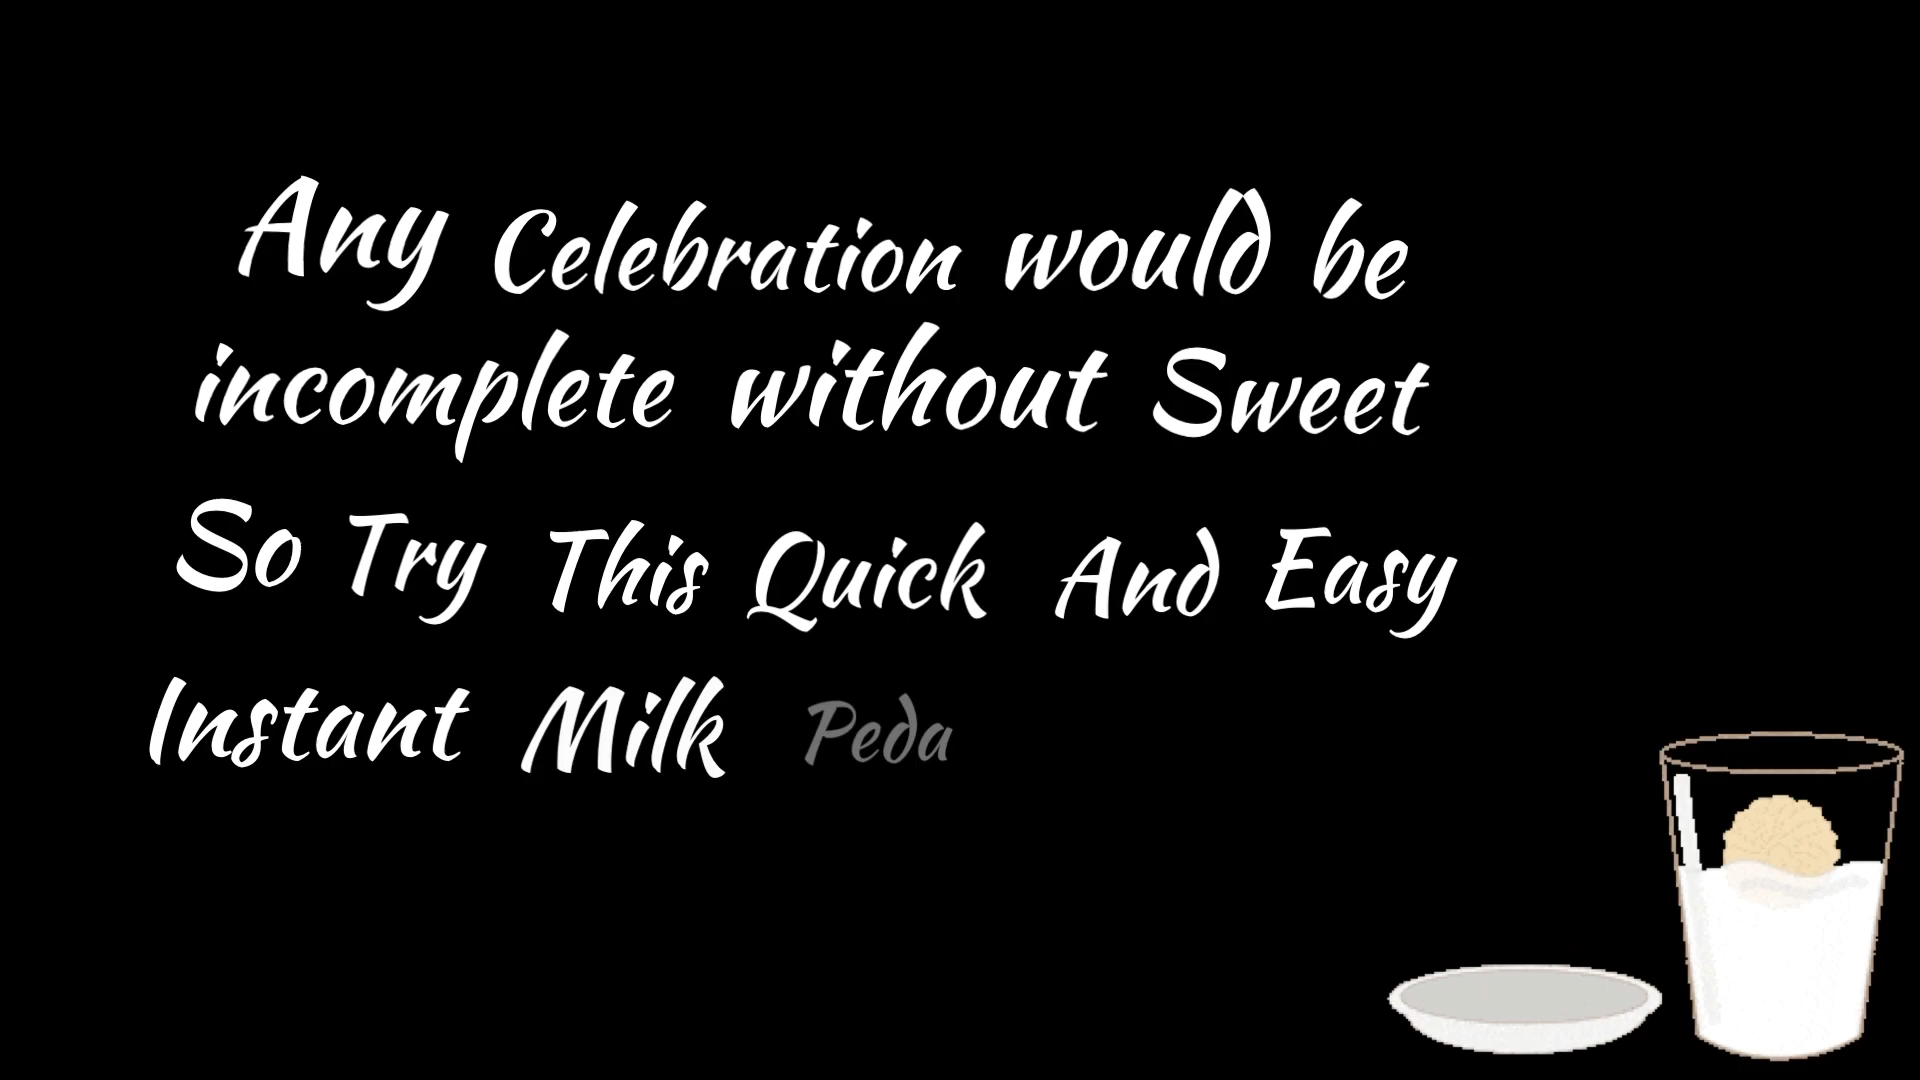 Any Celebration would be
incomplete without Sweet
So Try This Quick And Easy
Instant Milk Peda